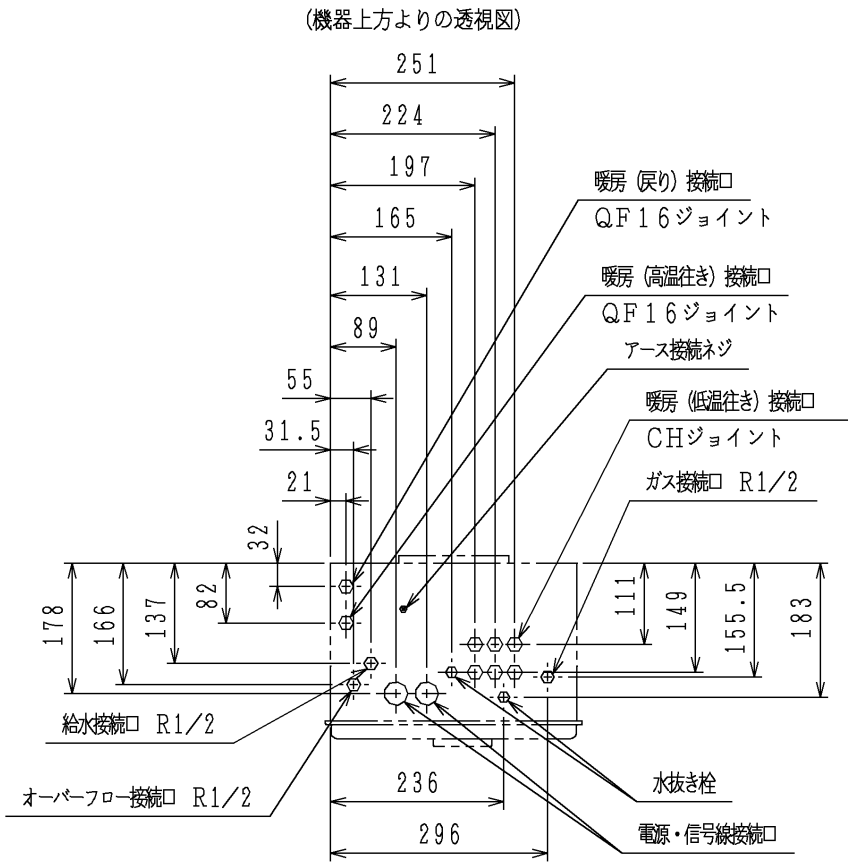 (機器上方よりの透視図)
251
224
197
165
131
89
55
31.5
21
暖房（戻り）接続口
QF16ジョイント
暖房（高温往き）接続口
QF16ジョイント
アース接続ネジ
暖房（低温往き）接続口
CHジョイント
ガス接続口 R1/2
32
82
137
166
178
111
149
155.5
183
給水接続口 R1/2
オーバーフロー接続口 R1/2
236
296
水抜き栓
電源・信号線接続口